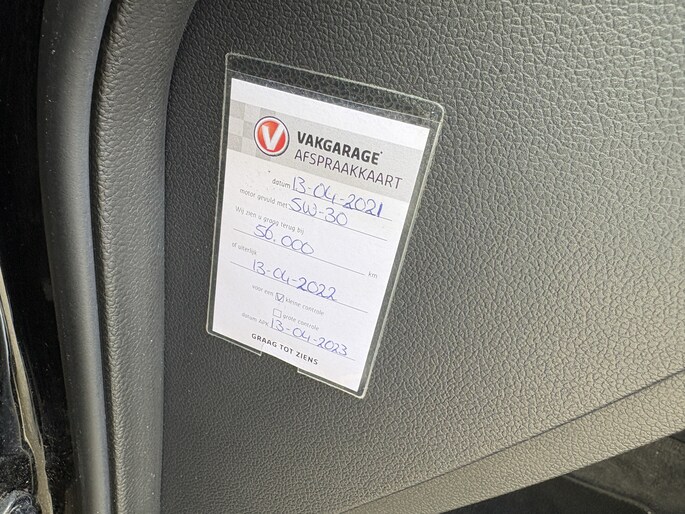 V VAKGARAGE
AFSPRAAKKAART
datum 13-04-2021
motor gevuld met: 5W-30
Wij zien u graag terug bij
56.000 km
of uiterlijk
13-04-2022
voor een ☑ kleine controle
☐ grote controle
datum APK 13-04-2023
GRAAG TOT ZIENS